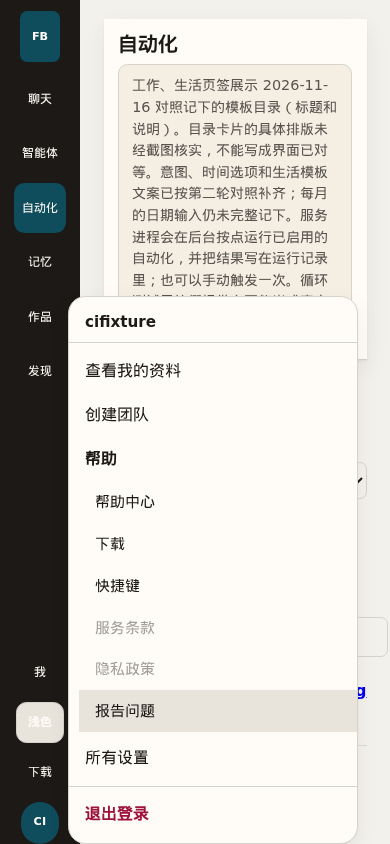 FB
聊天
智能体
自动化
记忆
作品
发现
我
浅色
下载
CI
自动化
工作、生活页签展示 2026-11-
16 对照记下的模板目录（标题和
说明）。目录卡片的具体排版未
经截图核实，不能写成界面已对
等。意图、时间选项和生活模板
文案已按第二轮对照补齐；每月
的日期输入仍未完整记下。服务
进程会在后台按点运行已启用的
自动化，并把结果写在运行记录
里；也可以手动触发一次。循环
cifixture
查看我的资料
创建团队
帮助
帮助中心
下载
快捷键
服务条款
隐私政策
报告问题
所有设置
退出登录
g